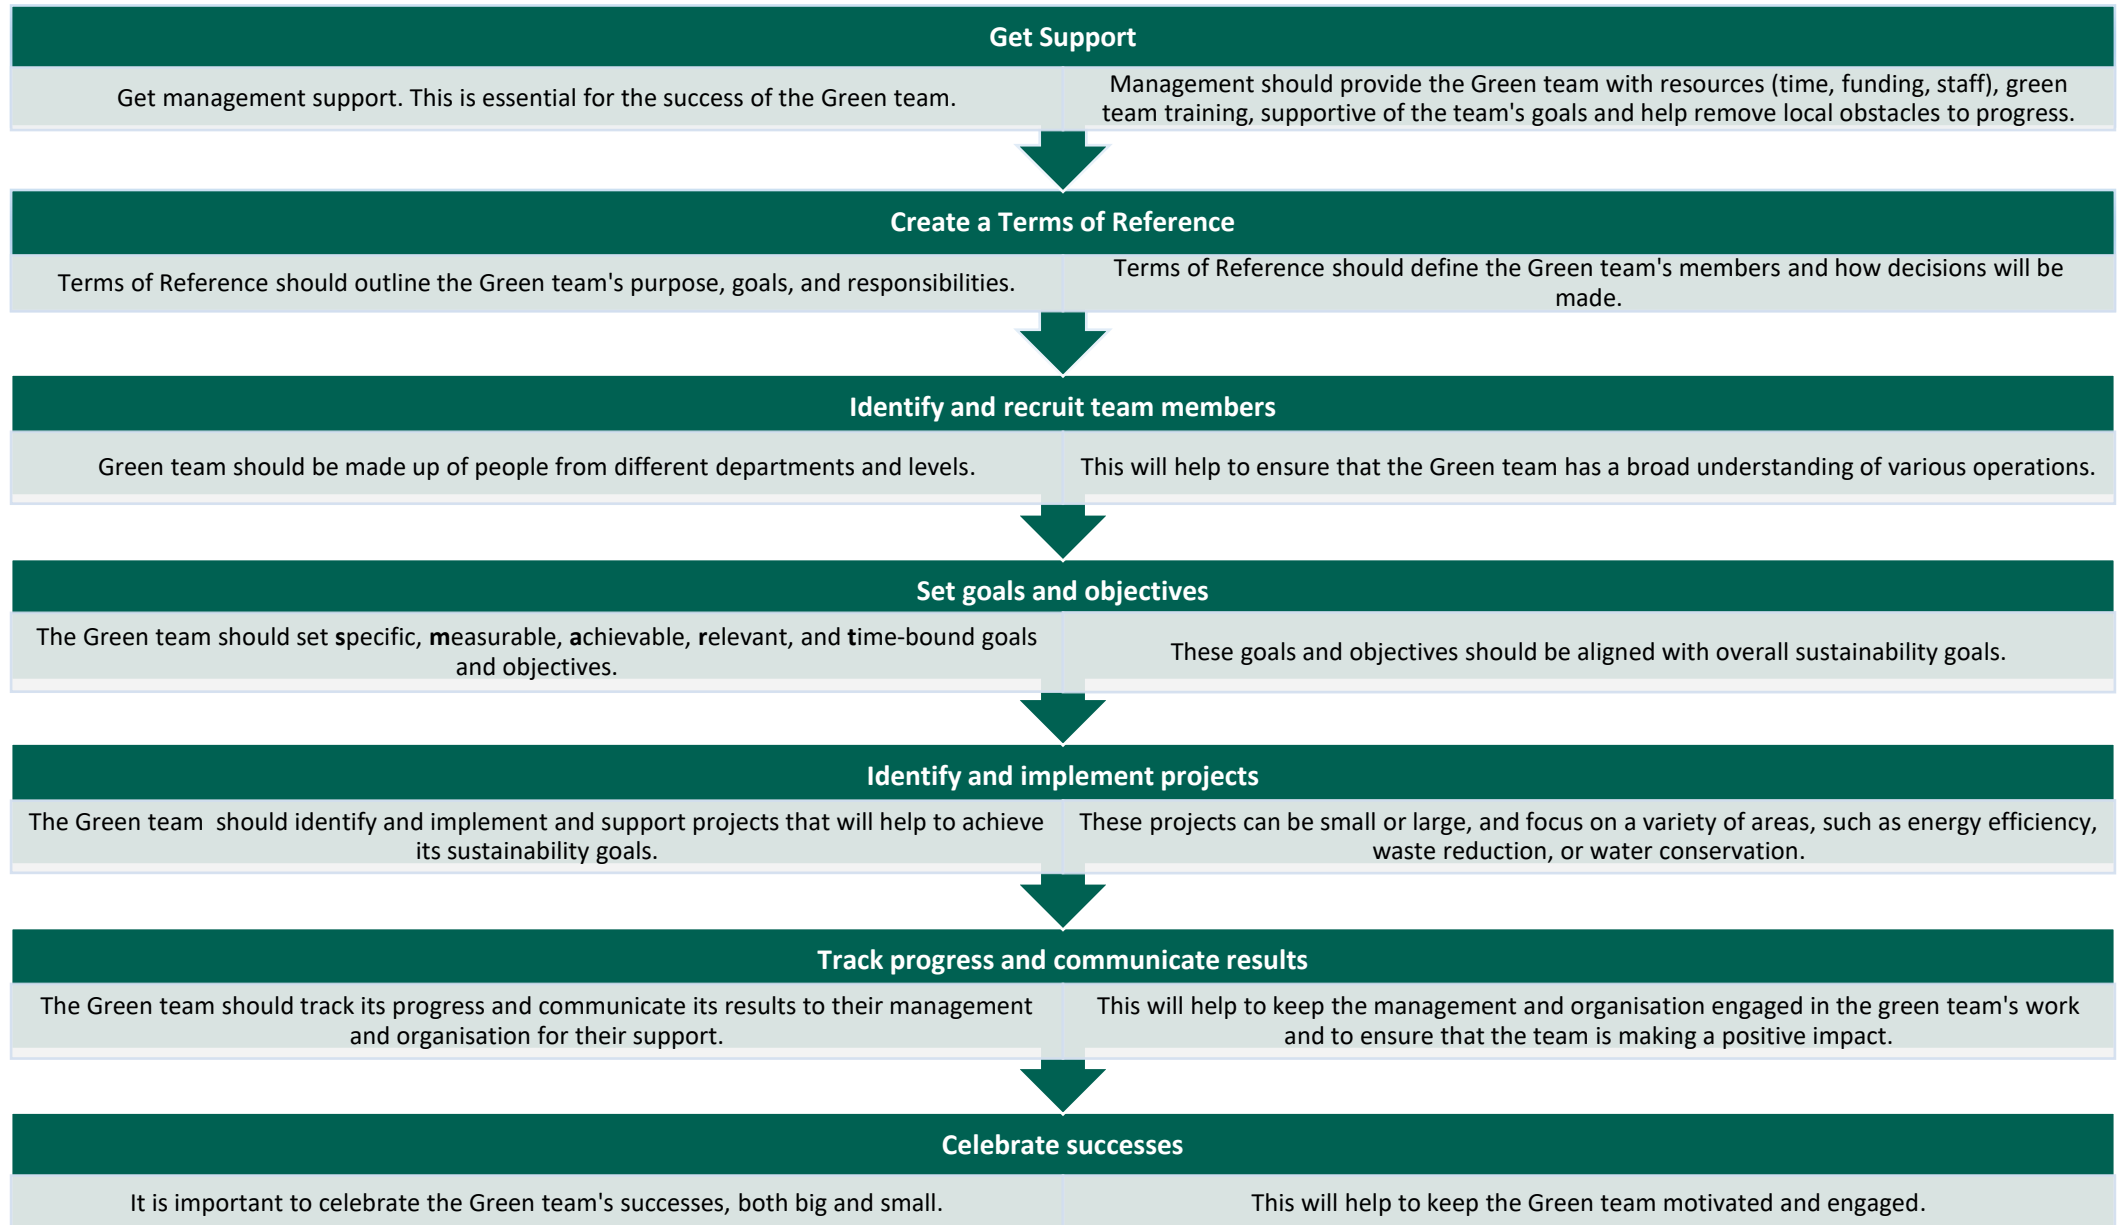 Get Support
Get management support. This is essential for the success of the Green team.
Management should provide the Green team with resources (time, funding, staff), green
team training, supportive of the team's goals and help remove local obstacles to progress.
Create a Terms of Reference
Terms of Reference should outline the Green team's purpose, goals, and responsibilities.
Terms of Reference should define the Green team's members and how decisions will be
made.
Identify and recruit team members
Green team should be made up of people from different departments and levels.
This will help to ensure that the Green team has a broad understanding of various operations.
Set goals and objectives
The Green team should set specific, measurable, achievable, relevant, and time-bound goals
and objectives.
These goals and objectives should be aligned with overall sustainability goals.
Identify and implement projects
The Green team  should identify and implement and support projects that will help to achieve
its sustainability goals.
These projects can be small or large, and focus on a variety of areas, such as energy efficiency,
waste reduction, or water conservation.
Track progress and communicate results
The Green team should track its progress and communicate its results to their management
and organisation for their support.
This will help to keep the management and organisation engaged in the green team's work
and to ensure that the team is making a positive impact.
Celebrate successes
It is important to celebrate the Green team's successes, both big and small.
This will help to keep the Green team motivated and engaged.